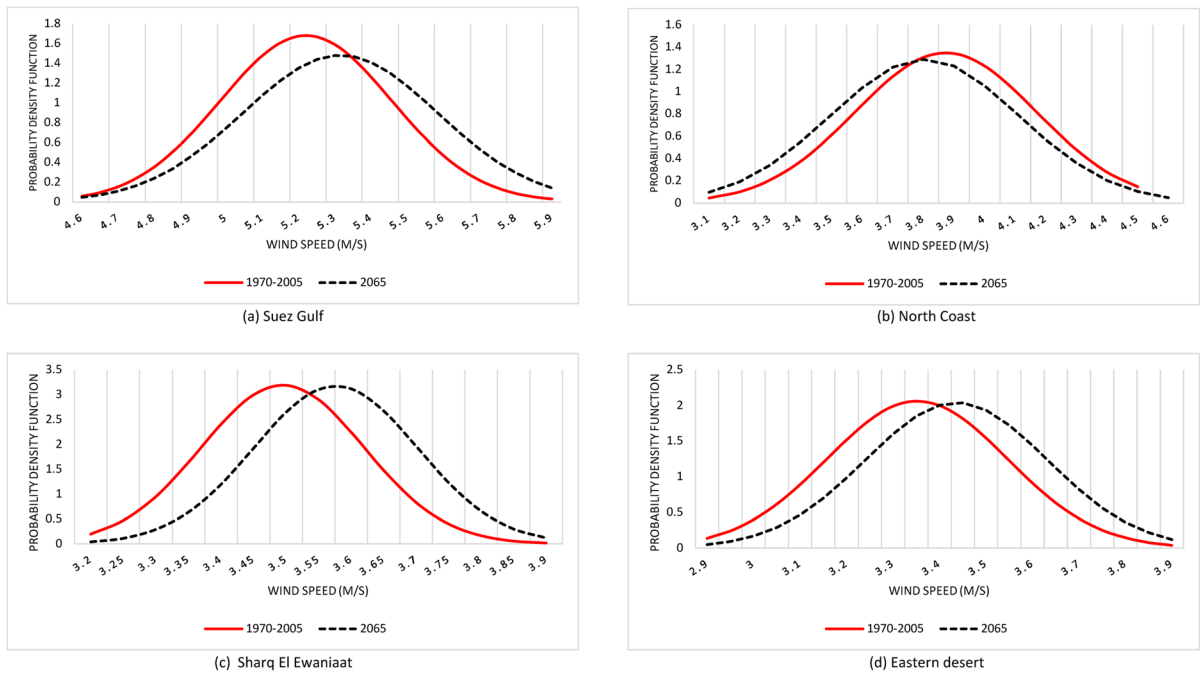 1.8
1.6
1.4
1.2
1
0.8
0.6
0.4
0.2
0
PROBABILITY DENSITY FUNCTION
4.6 4.7 4.8 4.9 5 5.1 5.2 5.3 5.4 5.5 5.6 5.7 5.8 5.9
WIND SPEED (M/S)
1970-2005 2065
(a) Suez Gulf
1.6
1.4
1.2
1
0.8
0.6
0.4
0.2
0
PROBABILITY DENSITY FUNCTION
3.1 3.2 3.3 3.4 3.5 3.6 3.7 3.8 3.9 4 4.1 4.2 4.3 4.4 4.5 4.6
WIND SPEED (M/S)
1970-2005 2065
(b) North Coast
3.5
3
2.5
2
1.5
1
0.5
0
PROBABILITY DENSITY FUNCTION
3.2 3.25 3.3 3.35 3.4 3.45 3.5 3.55 3.6 3.65 3.7 3.75 3.8 3.85 3.9
WIND SPEED (M/S)
1970-2005 2065
(c) Sharq El Ewaniaat
2.5
2
1.5
1
0.5
0
PROBABILITY DENSITY FUNCTION
2.9 3 3.1 3.2 3.3 3.4 3.5 3.6 3.7 3.8 3.9
WIND SPEED (M/S)
1970-2005 2065
(d) Eastern desert